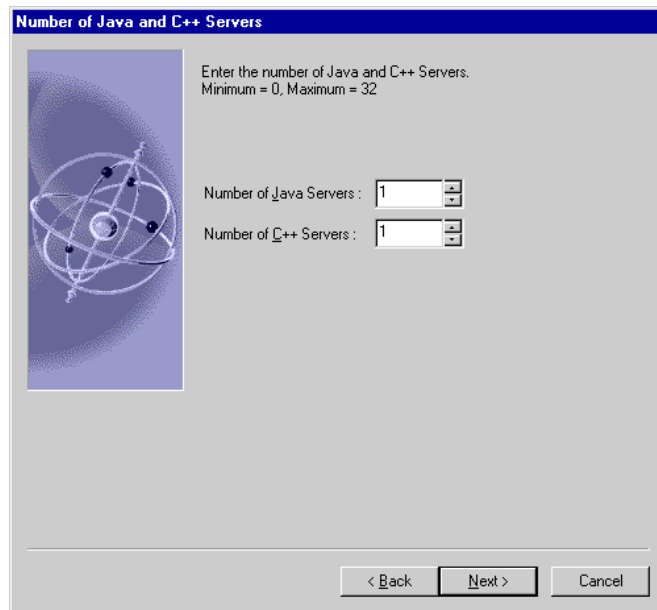 Number of Java and C++ Servers
Enter the number of Java and C++ Servers.
Minimum = 0, Maximum = 32
Number of Java Servers : 1
Number of C++ Servers : 1
< Back Next > Cancel